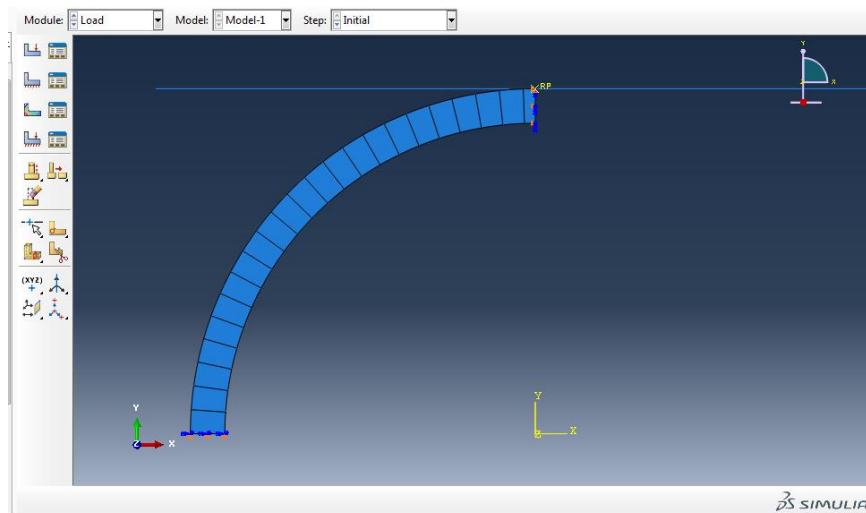 Module: Load Model: Model-1 Step: Initial
Y
X
RP
(XYZ)
Y
X
Z
Y
X
Z
SIMULIA